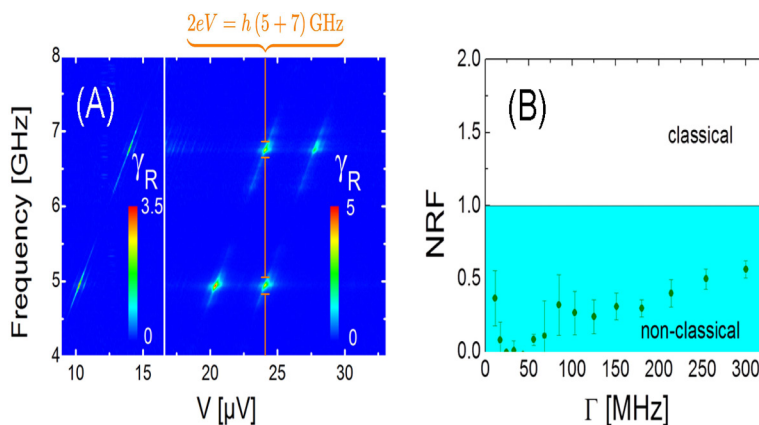 2eV = h (5 + 7) GHz
(A)
Frequency [GHz]
8
7
6
5
4
γR
3.5
0
γR
5
0
10
15
20
25
30
V [μV]
(B)
NRF
2.0
1.5
1.0
0.5
0.0
classical
non-classical
0
50
100
150
200
250
300
Γ [MHz]